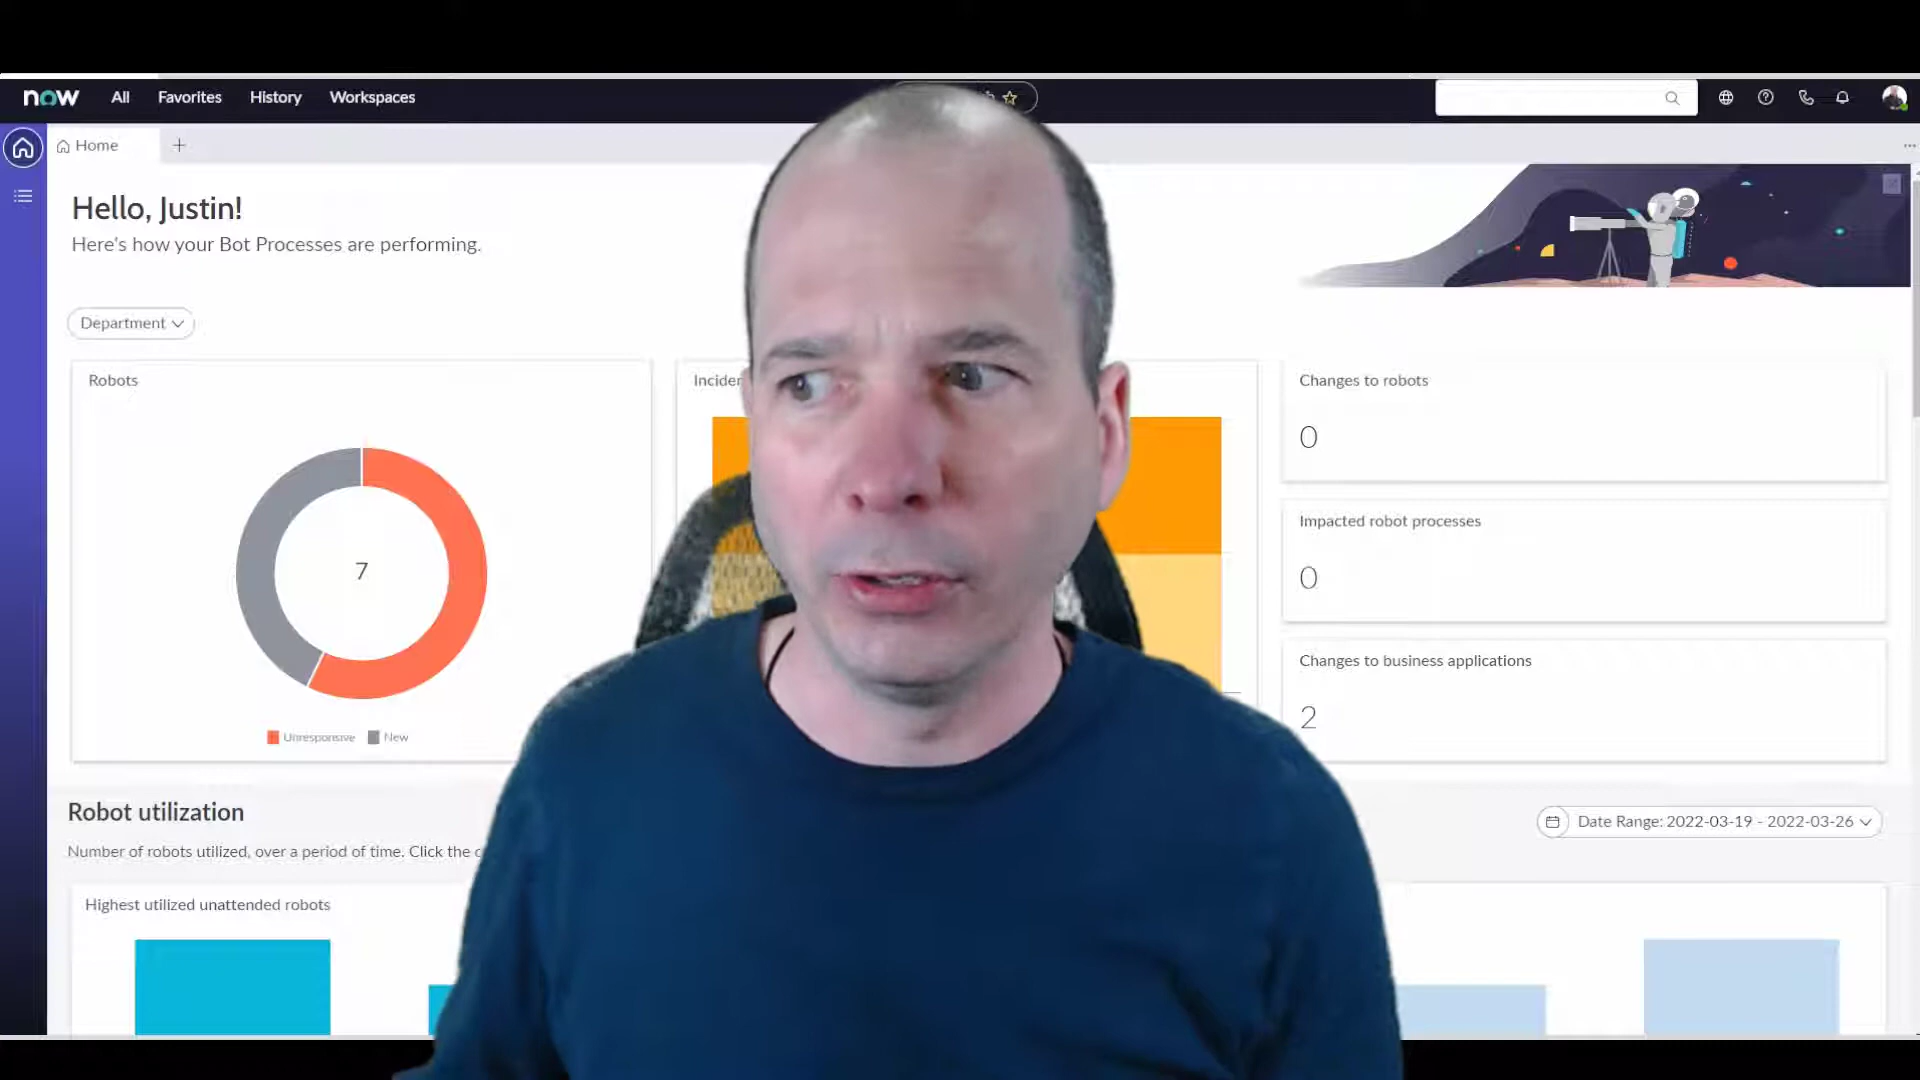 now All Favorites History Workspaces
Home
Hello, Justin!
Here's how your Bot Processes are performing.
Department
Robots
7
Unresponsive New
Changes to robots
0
Impacted robot processes
0
Changes to business applications
2
Robot utilization
Number of robots utilized, over a period of time. Click the
Date Range: 2022-03-19 - 2022-03-26
Highest utilized unattended robots